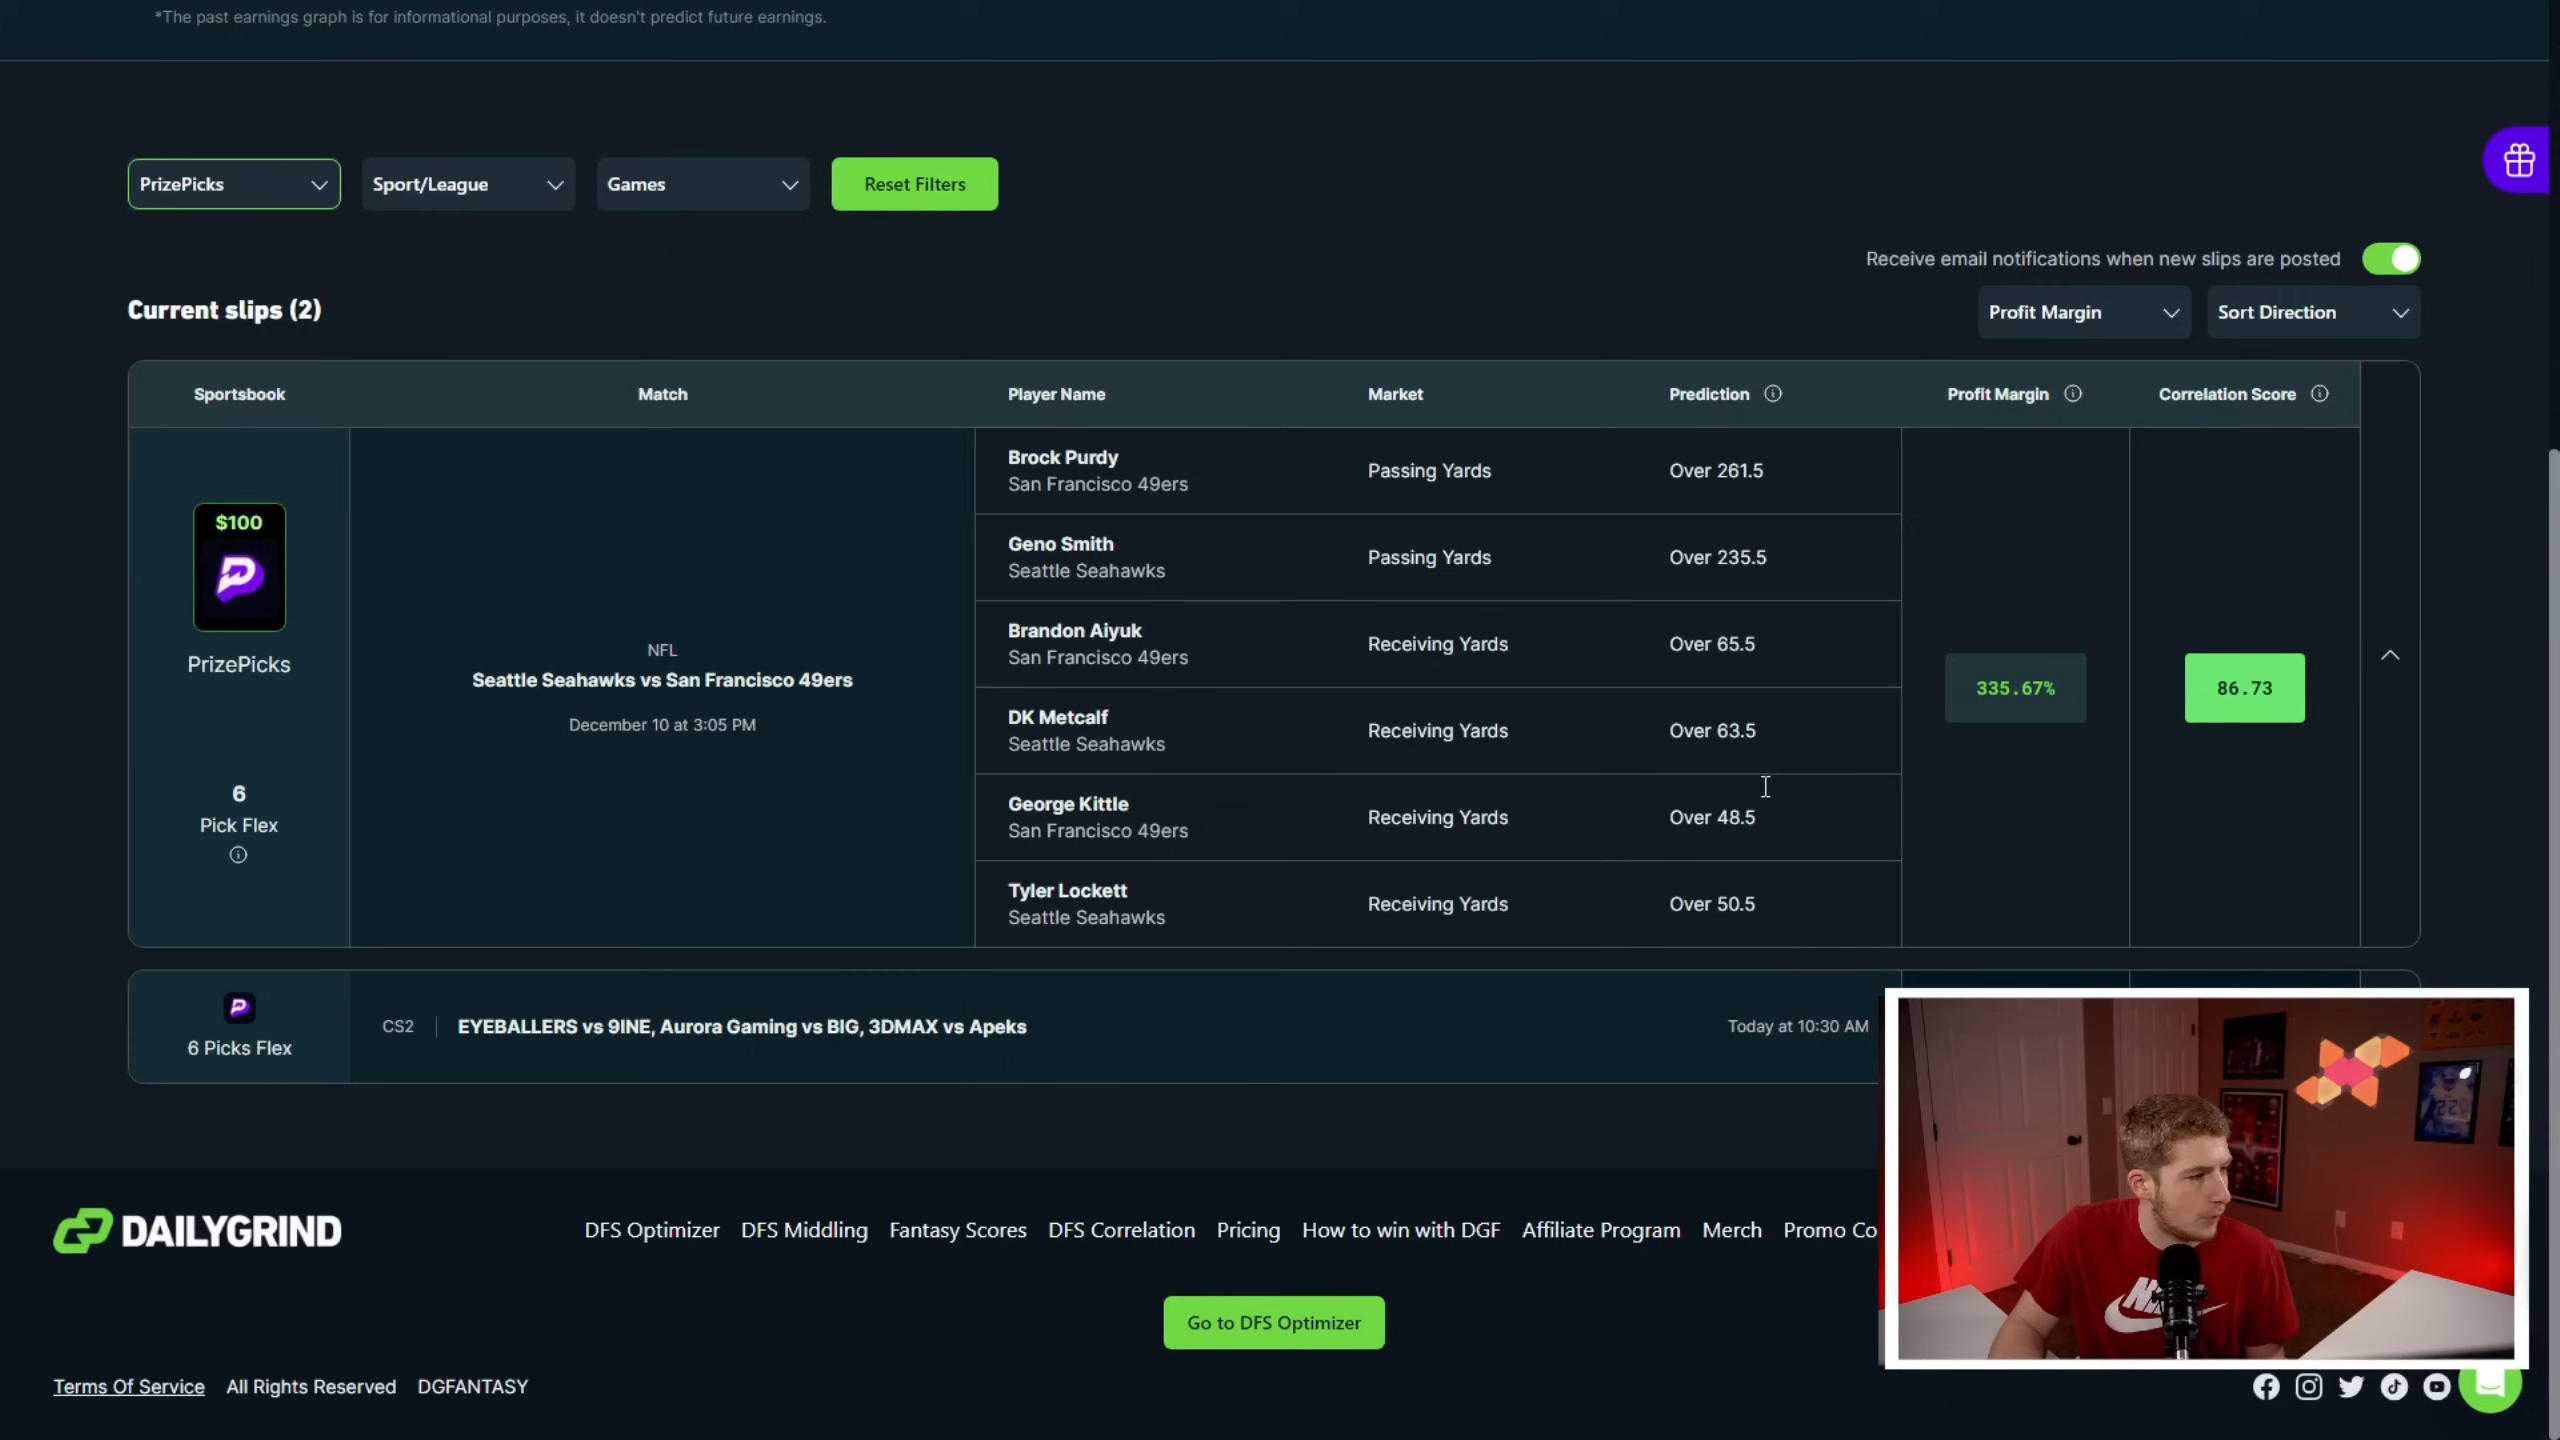 *The past earnings graph is for informational purposes, it doesn't predict future earnings.
PrizePicks
Sport/League
Games
Reset Filters
Receive email notifications when new slips are posted
Current slips (2)
Profit Margin
Sort Direction
Sportsbook
Match
Player Name
Market
Prediction
Profit Margin
Correlation Score
$100
PrizePicks
6
Pick Flex
NFL
Seattle Seahawks vs San Francisco 49ers
December 10 at 3:05 PM
Brock Purdy
San Francisco 49ers
Passing Yards
Over 261.5
Geno Smith
Seattle Seahawks
Passing Yards
Over 235.5
Brandon Aiyuk
San Francisco 49ers
Receiving Yards
Over 65.5
DK Metcalf
Seattle Seahawks
Receiving Yards
Over 63.5
George Kittle
San Francisco 49ers
Receiving Yards
Over 48.5
Tyler Lockett
Seattle Seahawks
Receiving Yards
Over 50.5
335.67%
86.73
6 Picks Flex
CS2
EYEBALLERS vs 9INE, Aurora Gaming vs BIG, 3DMAX vs Apeks
Today at 10:30 AM
DAILYGRIND
DFS Optimizer
DFS Middling
Fantasy Scores
DFS Correlation
Pricing
How to win with DGF
Affiliate Program
Merch
Promo Co
Go to DFS Optimizer
Terms Of Service
All Rights Reserved
DGFANTASY